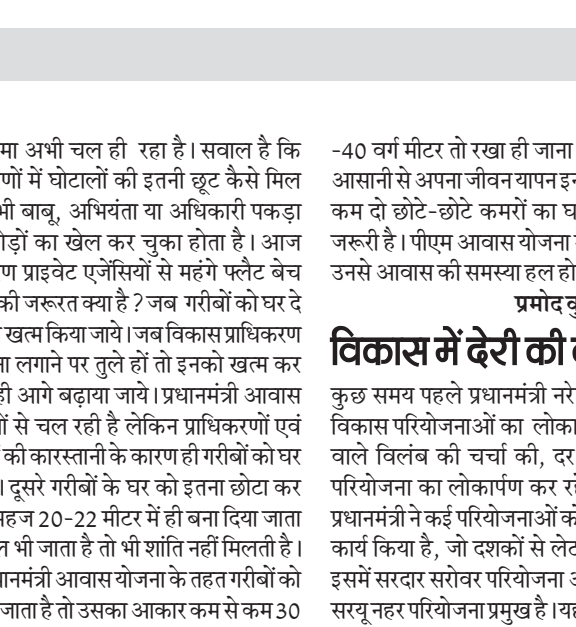 मा अभी चल ही रहा है। सवाल है कि
णों में घोटालों की इतनी छूट कैसे मिल
भी बाबू, अभियंता या अधिकारी पकड़ा
ोड़ों का खेल कर चुका होता है। आज
ण प्राइवेट एजेंसियों से महंगे फ्लैट बेच
की जरूरत क्या है ? जब गरीबों को घर दे
खत्म किया जाये। जब विकास प्राधिकरण
ना लगाने पर तुले हों तो इनको खत्म कर
ही आगे बढ़ाया जाये। प्रधानमंत्री आवास
ों से चल रही है लेकिन प्राधिकरणों एवं
की कारस्तानी के कारण ही गरीबों को घर
। दूसरे गरीबों के घर को इतना छोटा कर
महज 20-22 मीटर में ही बना दिया जाता
ल भी जाता है तो भी शांति नहीं मिलती है।
धानमंत्री आवास योजना के तहत गरीबों को
जाता है तो उसका आकार कम से कम 30
-40 वर्ग मीटर तो रखा ही जाना
आसानी से अपना जीवन यापन इन
कम दो छोटे-छोटे कमरों का घ
जरूरी है। पीएम आवास योजना
उनसे आवास की समस्या हल हो
प्रमोद कु
विकास में देरी की
कुछ समय पहले प्रधानमंत्री नरे
विकास परियोजनाओं का लोका
वाले विलंब की चर्चा की, दर
परियोजना का लोकार्पण कर रहे
प्रधानमंत्री ने कई परियोजनाओं को
कार्य किया है, जो दशकों से लेट
इसमें सरदार सरोवर परियोजना अ
सरयू नहर परियोजना प्रमुख है। यह